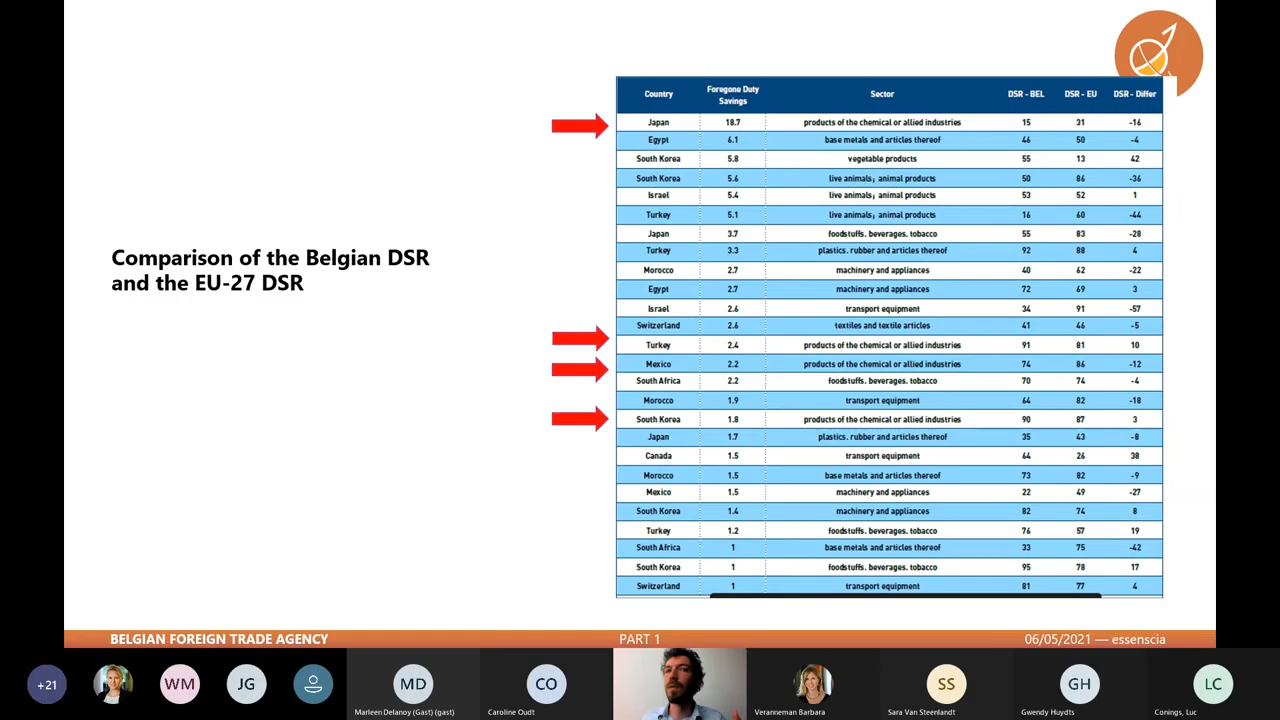 Comparison of the Belgian DSR
and the EU-27 DSR
Country Foregone Duty Savings Sector DSR - BEL DSR - EU DSR - Differ
Japan 18.7 products of the chemical or allied industries 15 31 -16
Egypt 6.1 base metals and articles thereof 46 50 -4
South Korea 5.8 vegetable products 55 13 42
South Korea 5.6 live animals; animal products 50 86 -36
Israel 5.4 live animals; animal products 53 52 1
Turkey 5.1 live animals; animal products 16 60 -44
Japan 3.7 foodstuffs. beverages. tobacco 55 83 -28
Turkey 3.3 plastics. rubber and articles thereof 92 88 4
Morocco 2.7 machinery and appliances 40 62 -22
Egypt 2.7 machinery and appliances 72 69 3
Israel 2.6 transport equipment 34 91 -57
Switzerland 2.6 textiles and textile articles 41 46 -5
Turkey 2.4 products of the chemical or allied industries 91 81 10
Mexico 2.2 products of the chemical or allied industries 74 86 -12
South Africa 2.2 foodstuffs. beverages. tobacco 70 74 -4
Morocco 1.9 transport equipment 64 82 -18
South Korea 1.8 products of the chemical or allied industries 90 87 3
Japan 1.7 plastics. rubber and articles thereof 35 43 -8
Canada 1.5 transport equipment 64 26 38
Morocco 1.5 base metals and articles thereof 73 82 -9
Mexico 1.5 machinery and appliances 22 49 -27
South Korea 1.4 machinery and appliances 82 74 8
Turkey 1.2 foodstuffs. beverages. tobacco 76 57 19
South Africa 1 base metals and articles thereof 33 75 -42
South Korea 1 foodstuffs. beverages. tobacco 95 78 17
Switzerland 1 transport equipment 81 77 4
BELGIAN FOREIGN TRADE AGENCY PART 1 06/05/2021 — essenscia
+21 WM JG MD CO SS GH LC
Marleen Delanoy (Gast) (gast) Caroline Oudt Veranneman Barbara Sara Van Steenlandt Gwendy Huydts Conings, Luc